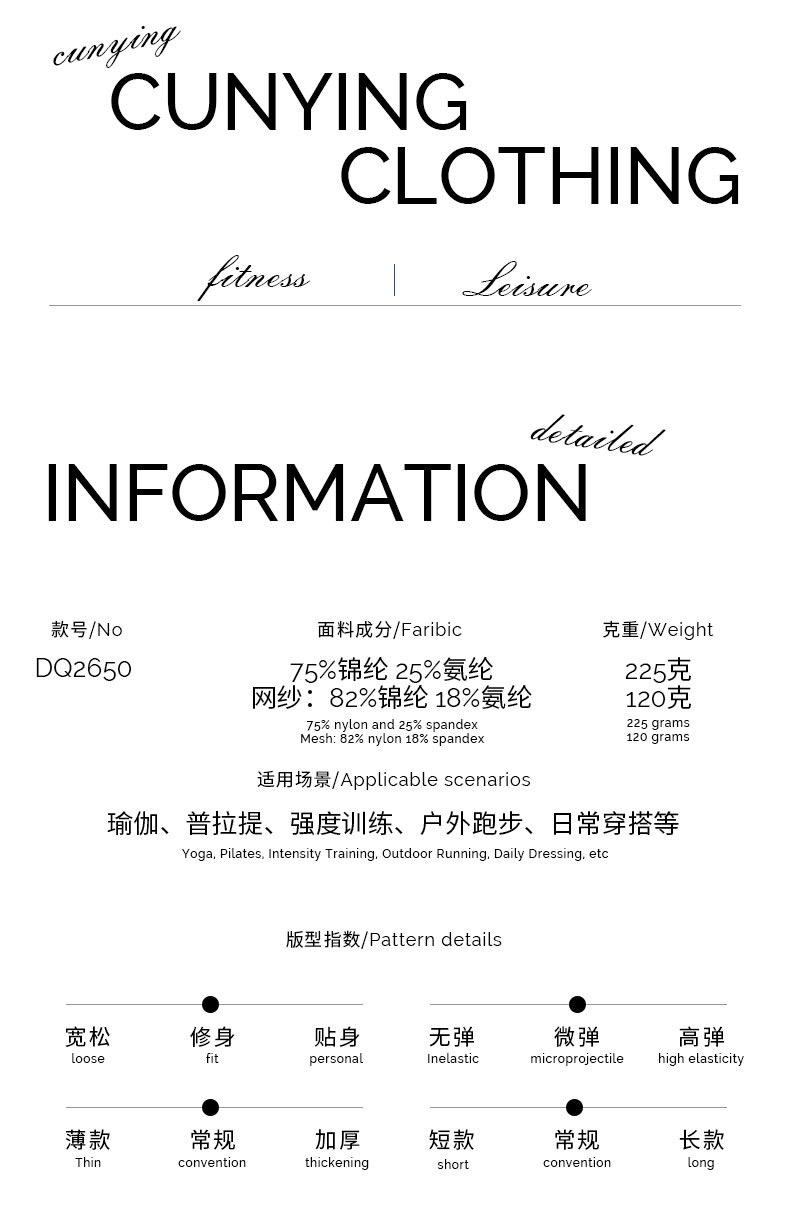 cunying
CUNYING
CLOTHING
fitness Leisure
detailed
INFORMATION
款号/No 面料成分/Faribic 克重/Weight
DQ2650 75%锦纶 25%氨纶 225克
网纱：82%锦纶 18%氨纶 120克
75% nylon and 25% spandex 225 grams
Mesh: 82% nylon 18% spandex 120 grams
适用场景/Applicable scenarios
瑜伽、普拉提、强度训练、户外跑步、日常穿搭等
Yoga, Pilates, Intensity Training, Outdoor Running, Daily Dressing, etc
版型指数/Pattern details
宽松 修身 贴身 无弹 微弹 高弹
loose fit personal Inelastic microprojectile high elasticity
薄款 常规 加厚 短款 常规 长款
Thin convention thickening short convention long